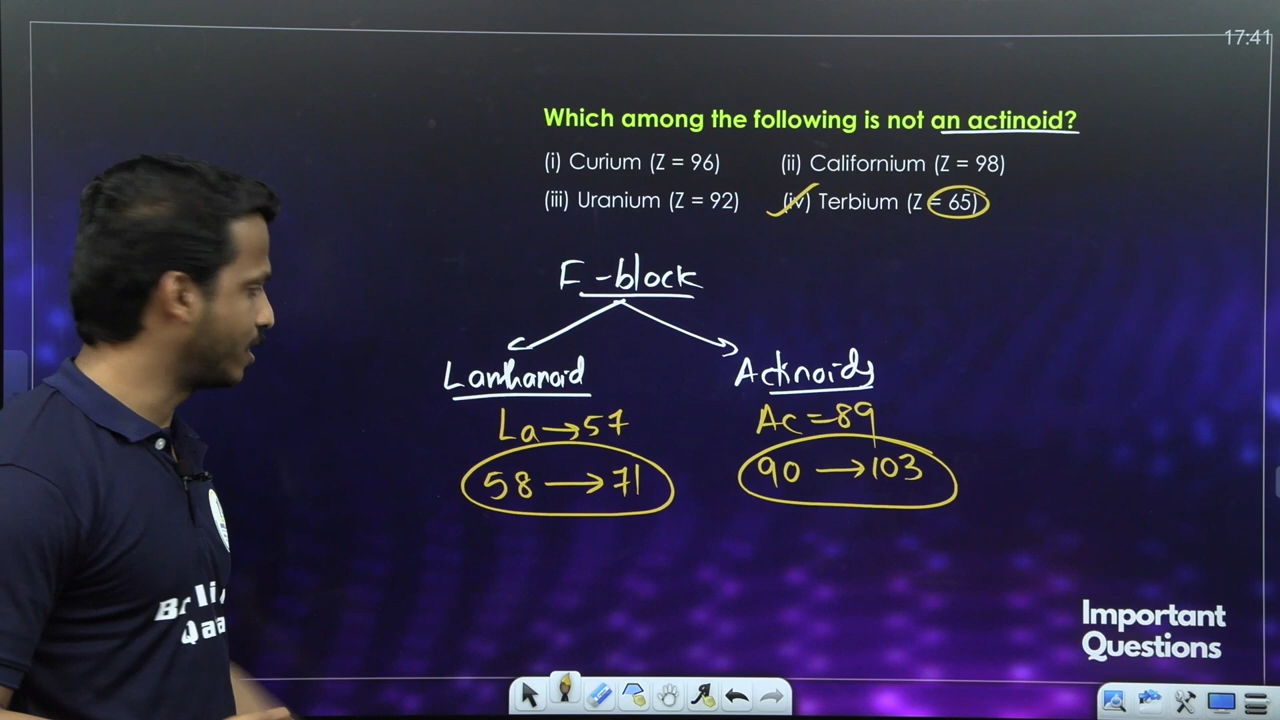 17:41
Which among the following is not an actinoid?
(i) Curium (Z = 96) (ii) Californium (Z = 98)
(iii) Uranium (Z = 92) (iv) Terbium (Z = 65)
F-block
Lanthanoid Actinoids
La→57 Ac=89
58→71 90→103
Important
Questions